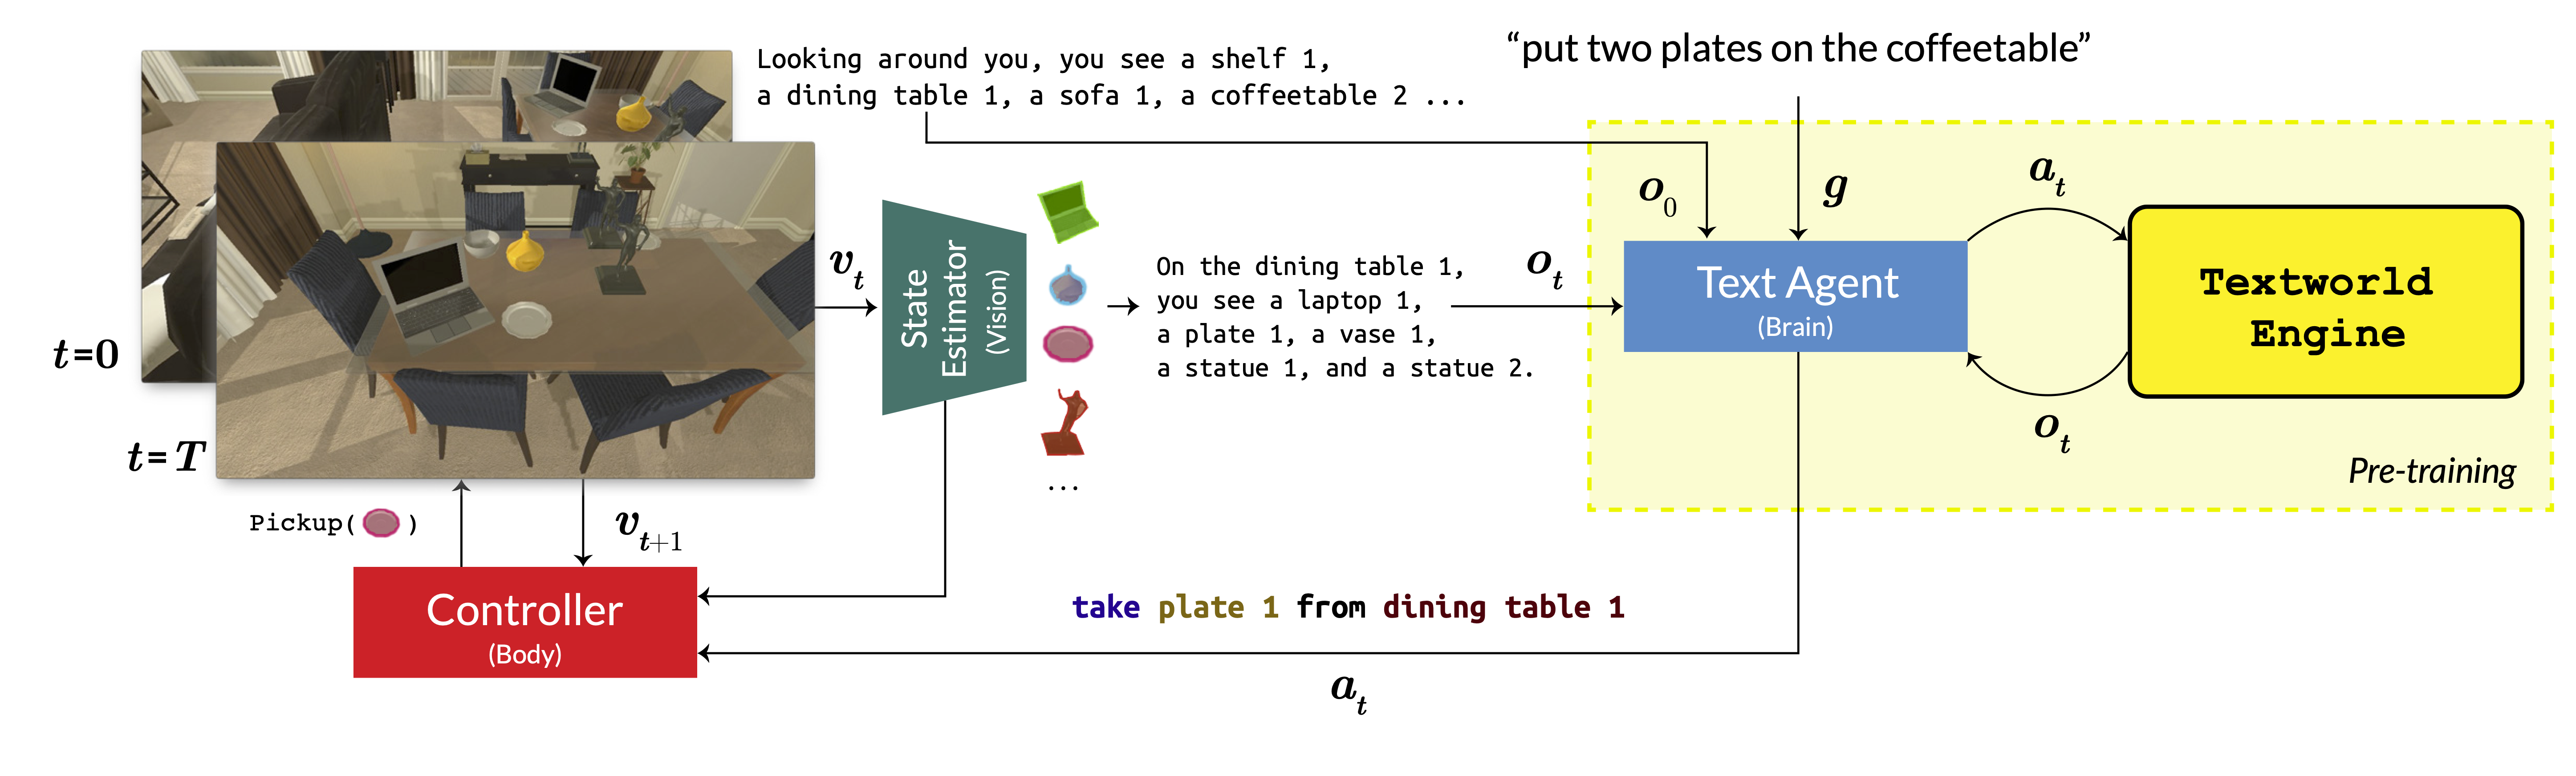 Looking around you, you see a shelf 1,
a dining table 1, a sofa 1, a coffeetable 2 ...
“put two plates on the coffeetable”
t=0
t=T
v_t
State
Estimator
(Vision)
...
On the dining table 1,
you see a laptop 1,
a plate 1, a vase 1,
a statue 1, and a statue 2.
o_t
o_0
g
Text Agent
(Brain)
a_t
o_t
Textworld
Engine
Pre-training
Pickup( )
v_{t+1}
Controller
(Body)
take plate 1 from dining table 1
a_t